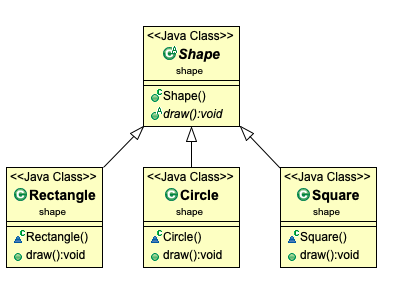 <<Java Class>>
Shape
shape
Shape()
draw():void
<<Java Class>>
Rectangle
shape
Rectangle()
draw():void
<<Java Class>>
Circle
shape
Circle()
draw():void
<<Java Class>>
Square
shape
Square()
draw():void